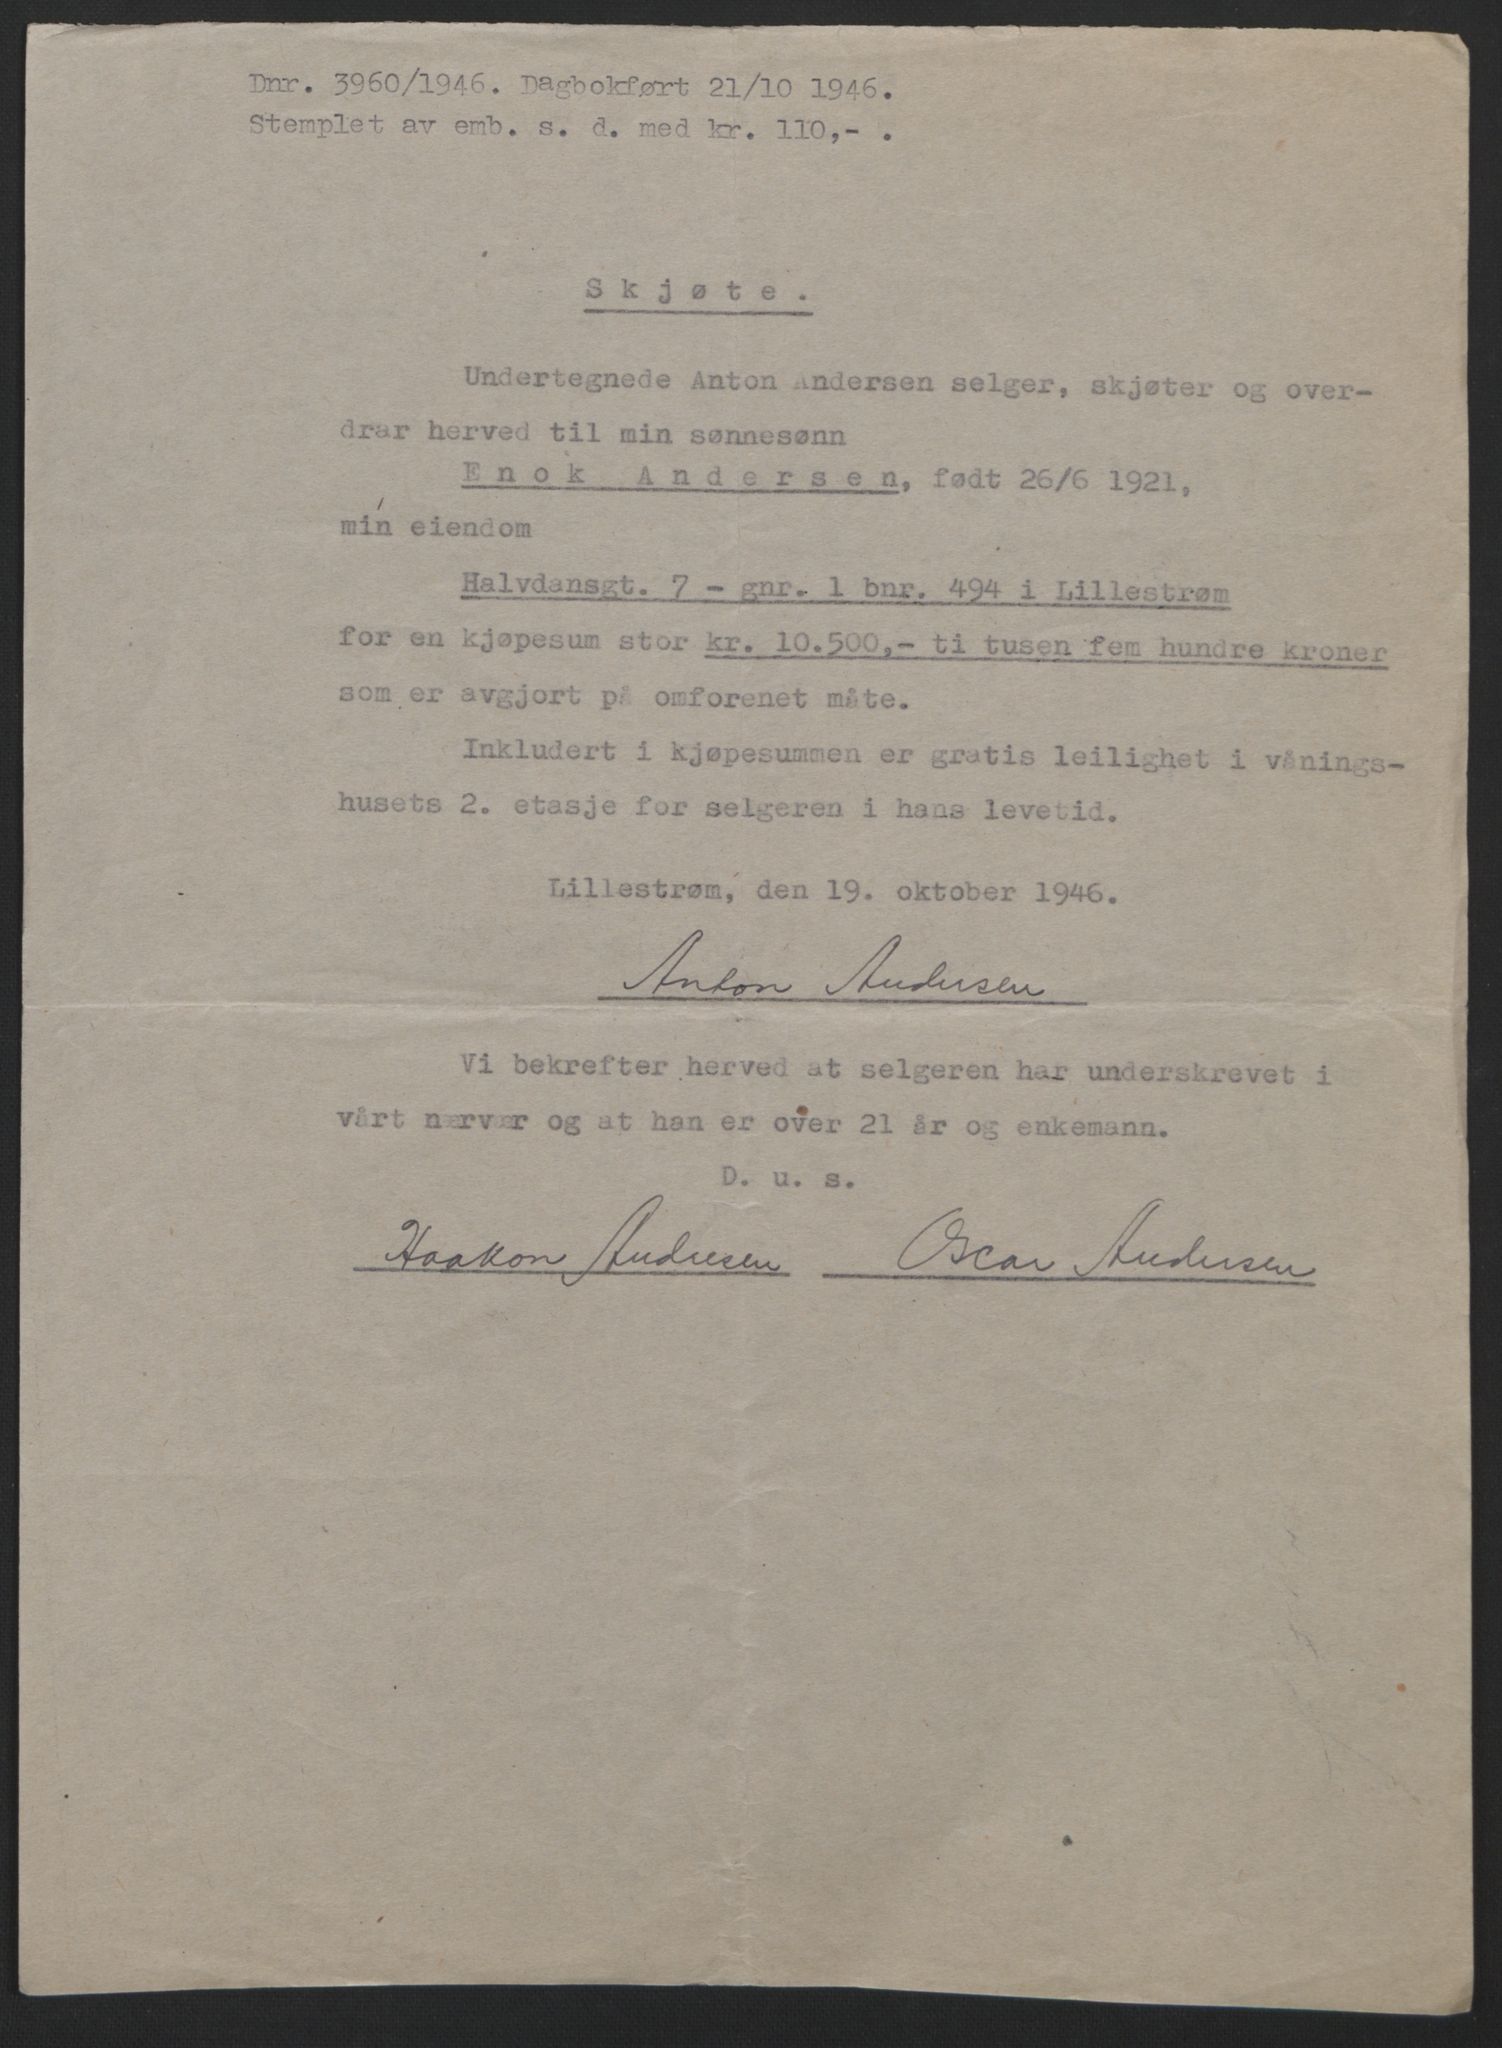 Dnr. 3960/1946. Dagbokført 21/10 1946.
Stemplet av emb. s. d. med kr. 110,- .
Skjøte.
Undertegnede Anton Andersen selger, skjøter og over-
drar herved til min sønnesønn
Enok Andersen, født 26/6 1921,
min eiendom
Halvdansgt. 7 - gnr. 1 bnr. 494 i Lillestrøm
for en kjøpesum stor kr. 10.500,- ti tusen fem hundre kroner
som er avgjort på omforenet måte.
Inkludert i kjøpesummen er gratis leilighet i vånings-
husets 2. etasje for selgeren i hans levetid.
Lillestrøm, den 19. oktober 1946.
Anton Andersen
Vi bekrefter herved at selgeren har underskrevet i
vårt nærvær og at han er over 21 år og enkemann.
D. u. s.
Haakon Andresen Oscar Andersen